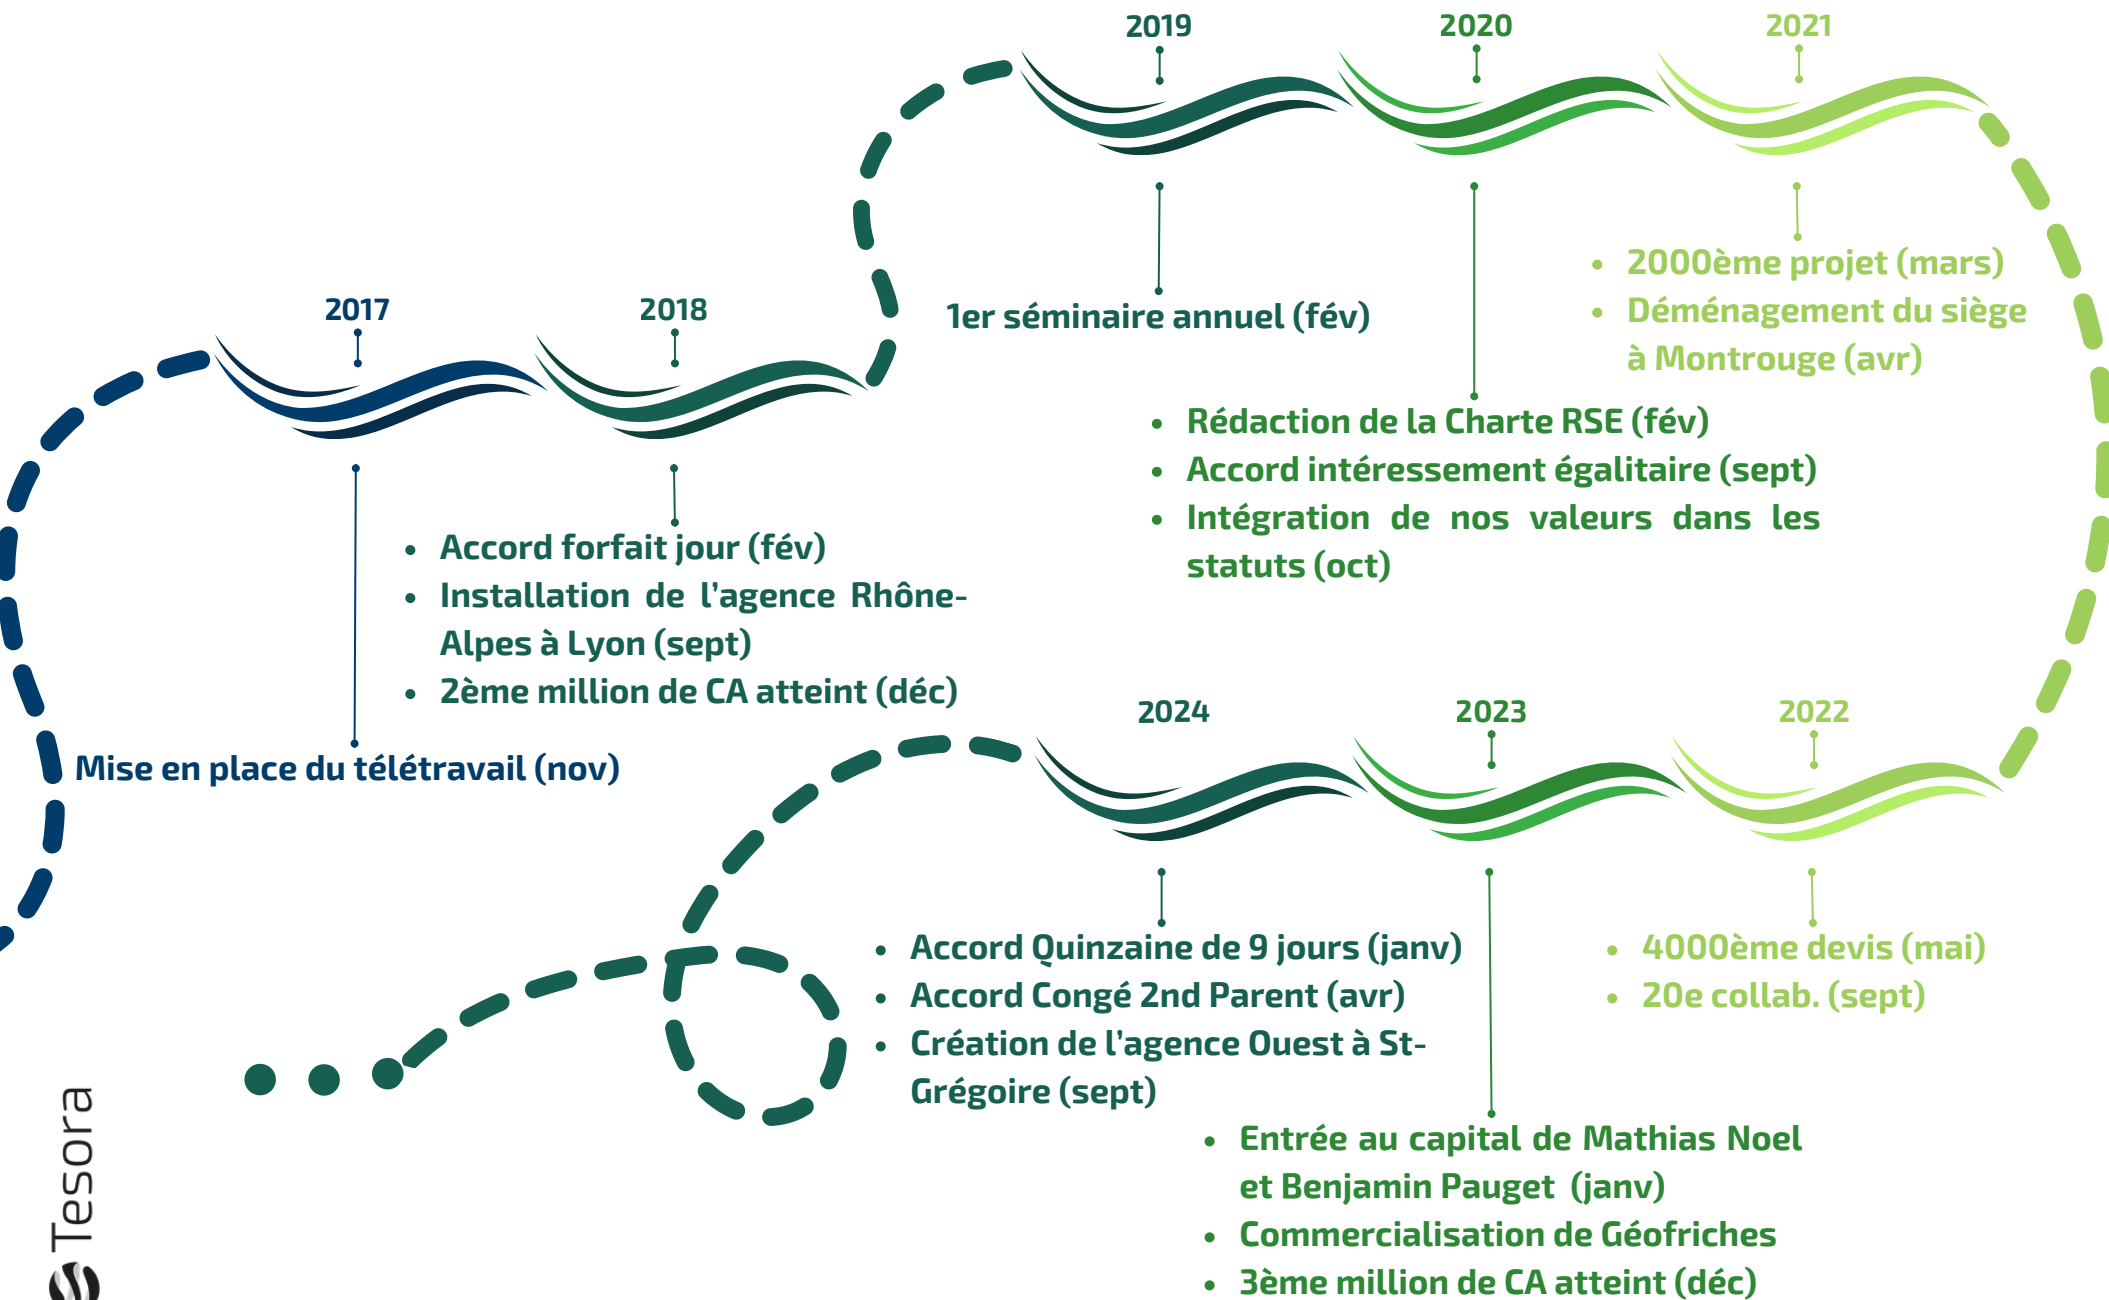 2017
Mise en place du télétravail (nov)
2018
• Accord forfait jour (fév)
• Installation de l’agence Rhône-
Alpes à Lyon (sept)
• 2ème million de CA atteint (déc)
2019
1er séminaire annuel (fév)
2020
• Rédaction de la Charte RSE (fév)
• Accord intéressement égalitaire (sept)
• Intégration de nos valeurs dans les
statuts (oct)
2021
• 2000ème projet (mars)
• Déménagement du siège
à Montrouge (avr)
2022
• 4000ème devis (mai)
• 20e collab. (sept)
2023
• Entrée au capital de Mathias Noel
et Benjamin Pauget (janv)
• Commercialisation de Géofriches
• 3ème million de CA atteint (déc)
2024
• Accord Quinzaine de 9 jours (janv)
• Accord Congé 2nd Parent (avr)
• Création de l’agence Ouest à St-
Grégoire (sept)
Tesora